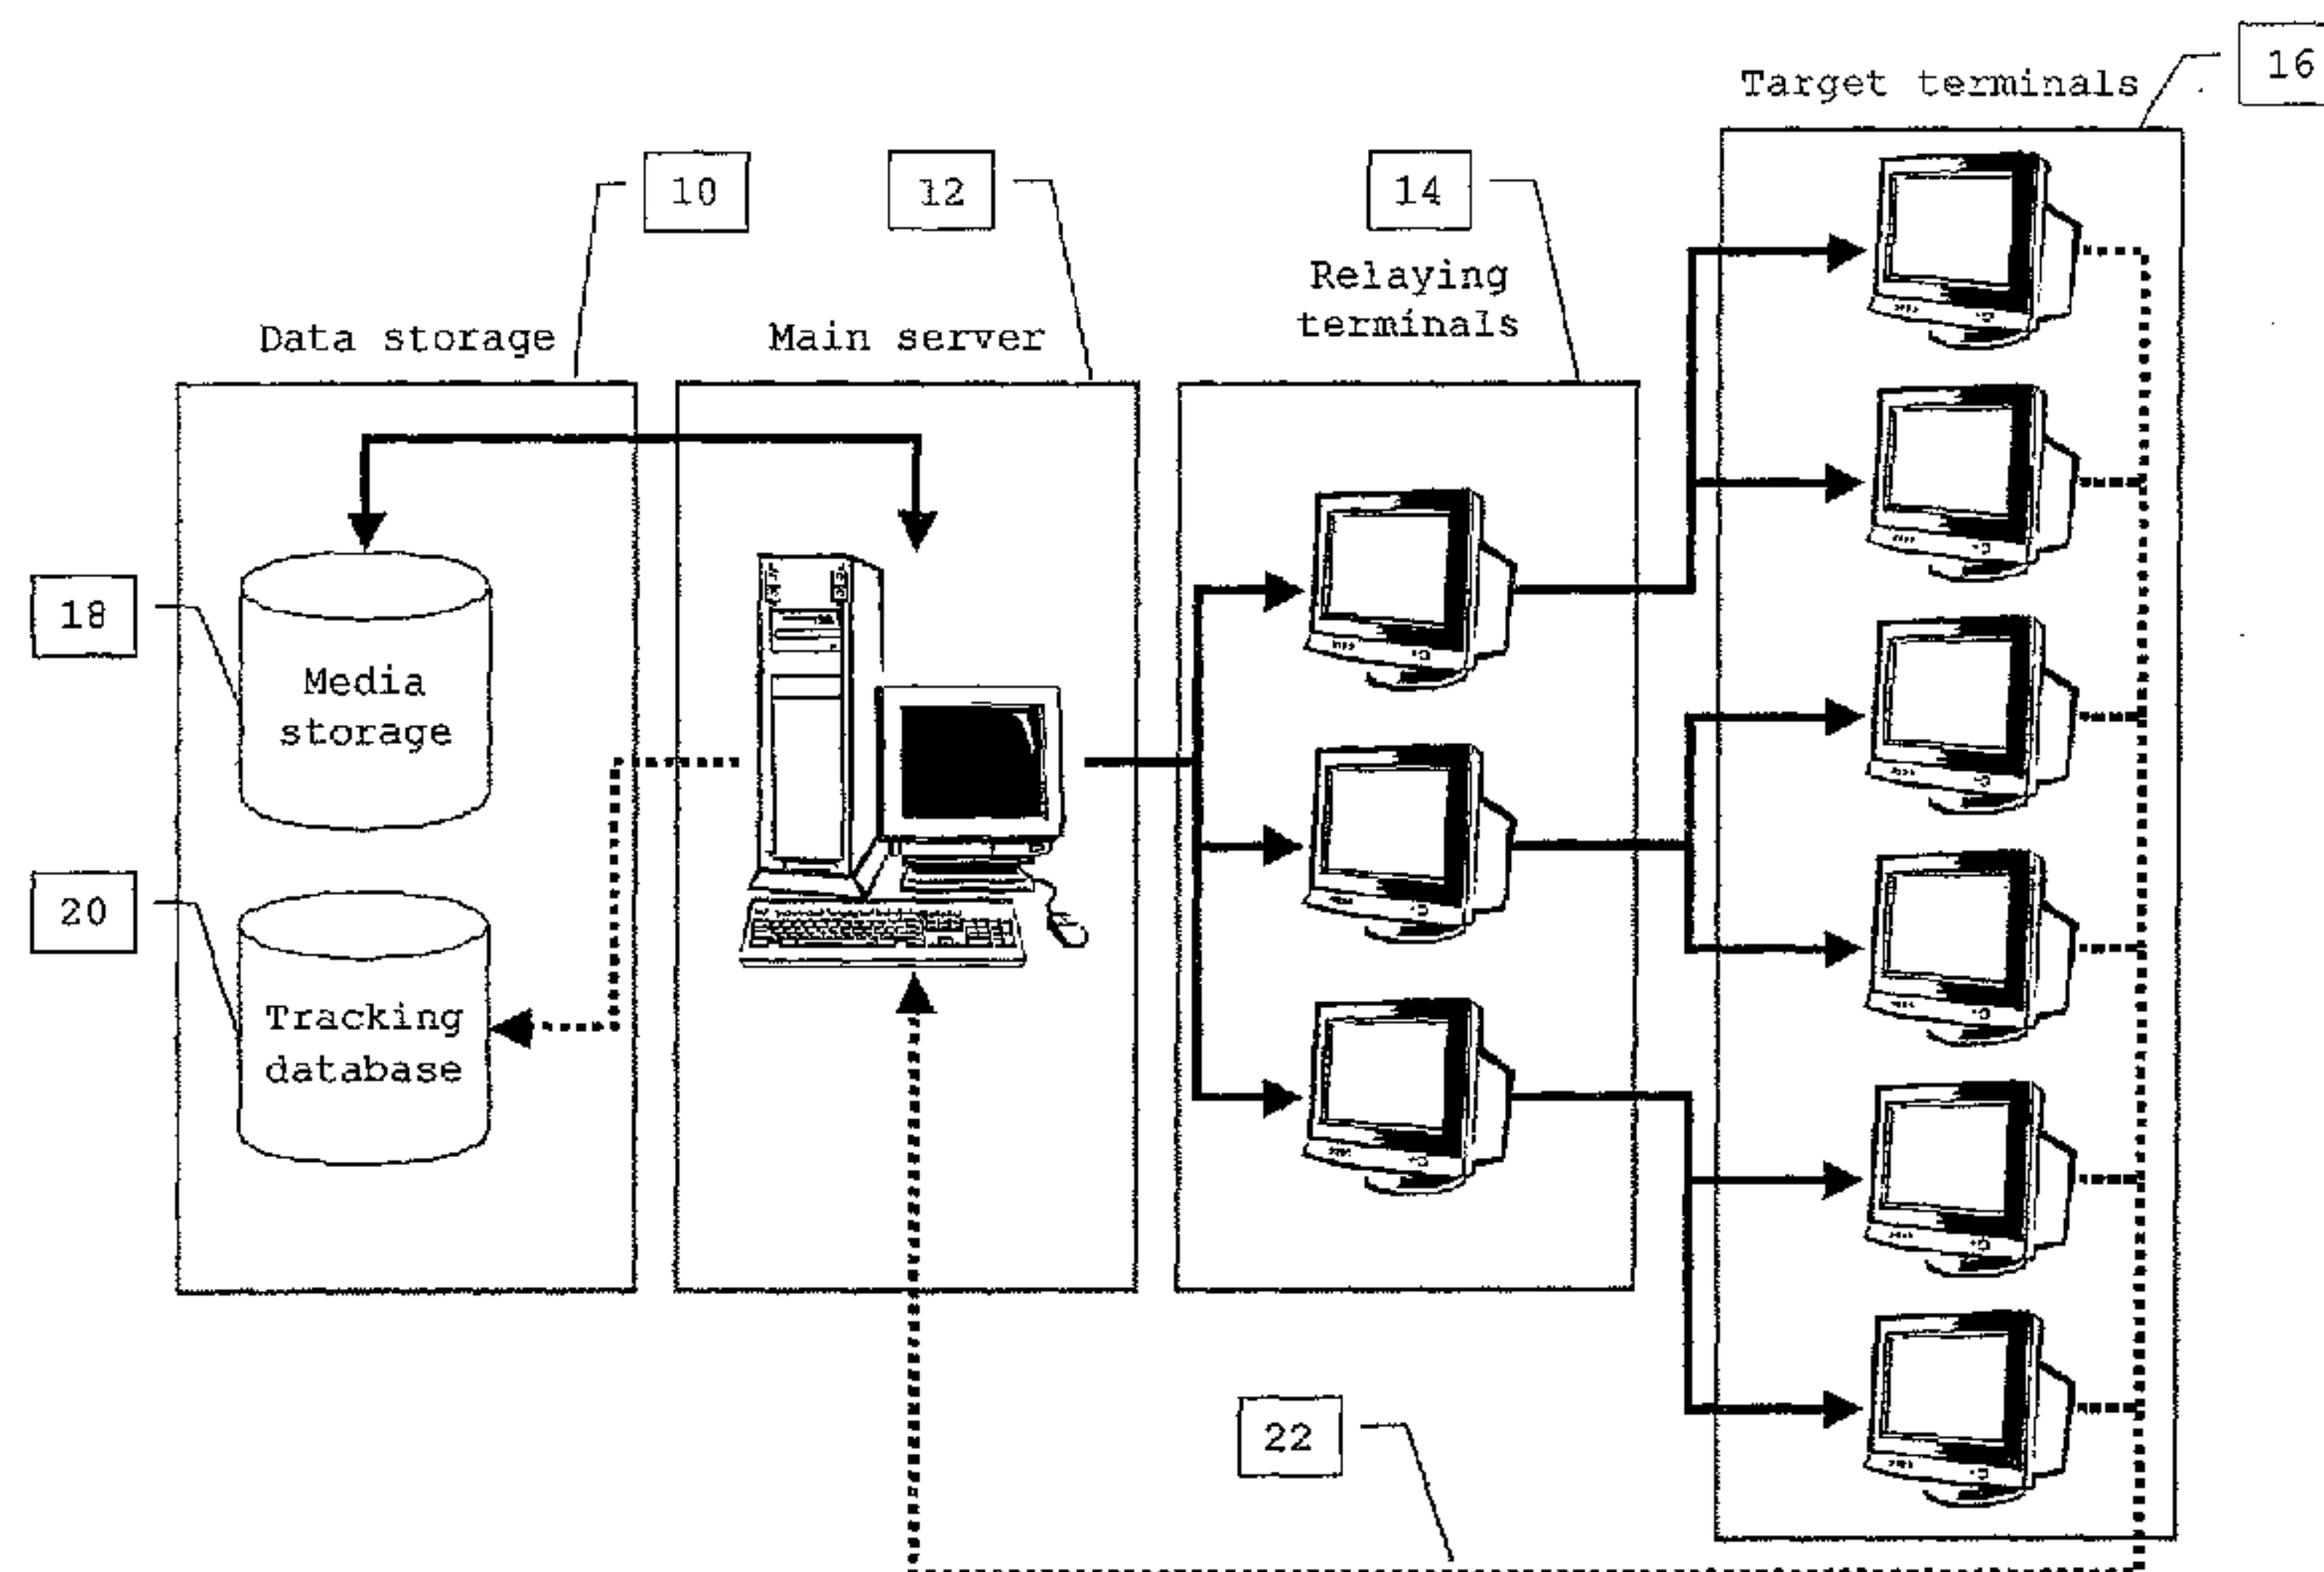 16
Target terminals
10
12
14
Relaying
terminals
Data storage
Main server
18
Media
storage
20
Tracking
database
22